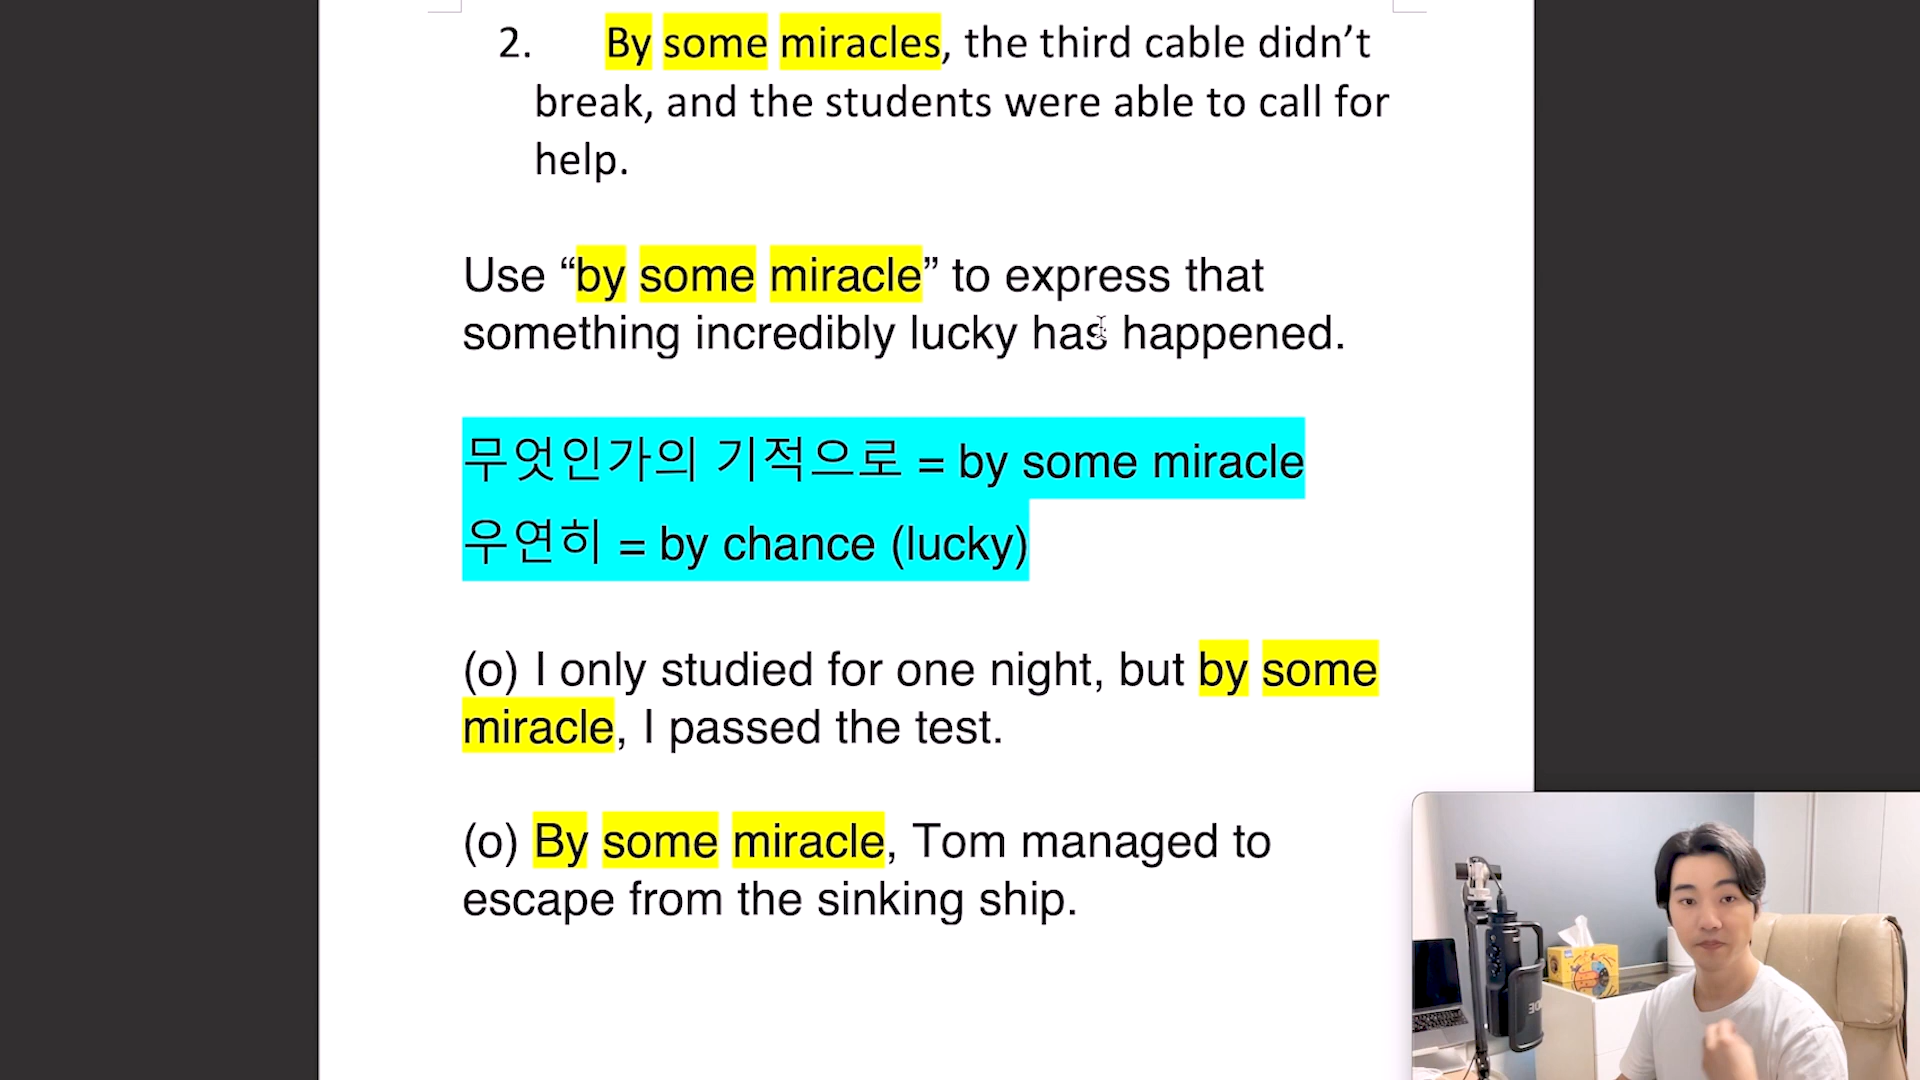 2. By some miracles, the third cable didn’t
break, and the students were able to call for
help.
Use “by some miracle” to express that
something incredibly lucky has happened.
무엇인가의 기적으로 = by some miracle
우연히 = by chance (lucky)
(o) I only studied for one night, but by some
miracle, I passed the test.
(o) By some miracle, Tom managed to
escape from the sinking ship.